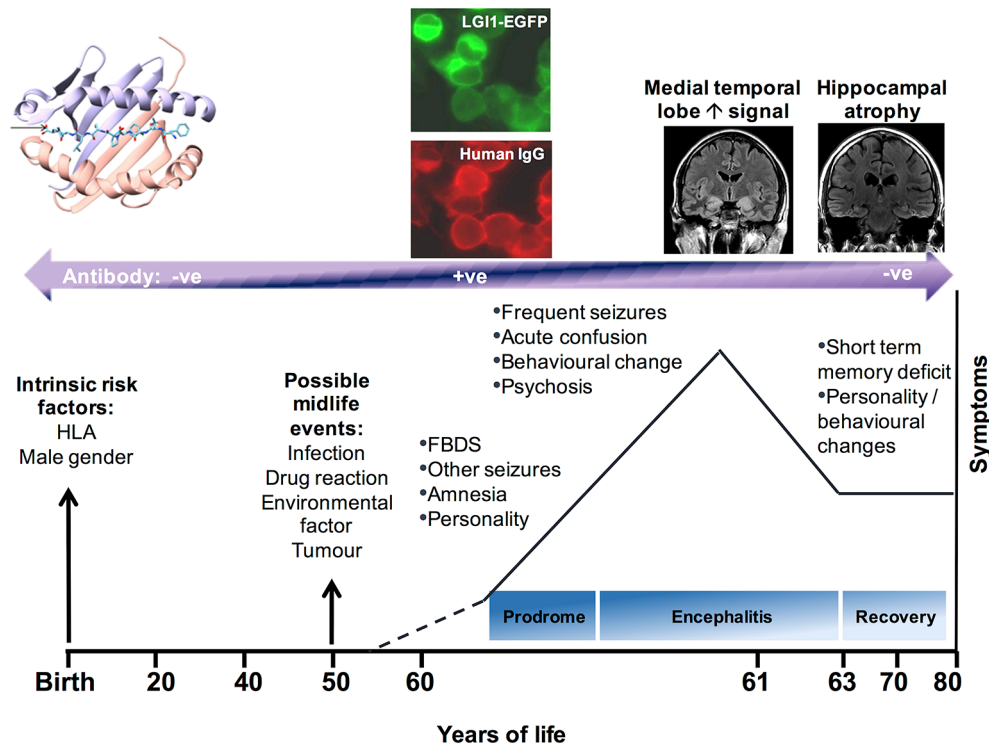 LGI1-EGFP
Human IgG
Medial temporal
lobe ↑ signal
Hippocampal
atrophy
Antibody: -ve
+ve
-ve
Intrinsic risk
factors:
HLA
Male gender
Possible
midlife
events:
Infection
Drug reaction
Environmental
factor
Tumour
•FBDS
•Other seizures
•Amnesia
•Personality
•Frequent seizures
•Acute confusion
•Behavioural change
•Psychosis
•Short term
memory deficit
•Personality /
behavioural
changes
Symptoms
Prodrome
Encephalitis
Recovery
Birth 20 40 50 60 61 63 70 80
Years of life